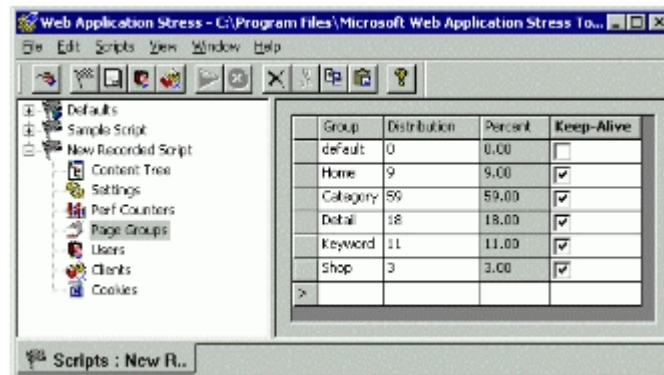 Web Application Stress - C:\Program Files\Microsoft Web Application Stress To...
File Edit Scripts View Window Help
Defaults
Sample Script
New Recorded Script
Content Tree
Settings
Perf Counters
Page Groups
Users
Clients
Cookies
Group Distribution Percent Keep-Alive
default 0 0.00
Home 9 9.00
Category 59 59.00
Detail 18 18.00
Keyword 11 11.00
Shop 3 3.00
Scripts : New R..